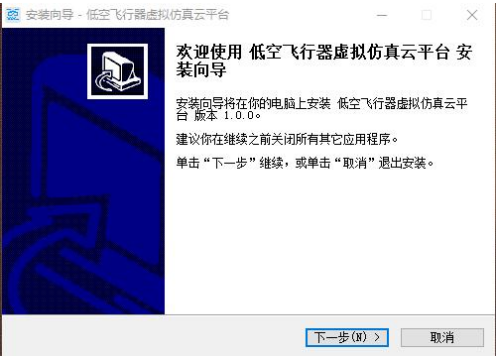 安装向导 - 低空飞行器虚拟仿真云平台
欢迎使用 低空飞行器虚拟仿真云平台 安
装向导
安装向导将在你的电脑上安装 低空飞行器虚拟仿真云平
台 版本 1.0.0。
建议你在继续之前关闭所有其它应用程序。
单击“下一步”继续，或单击“取消”退出安装。
下一步(N) >
取消